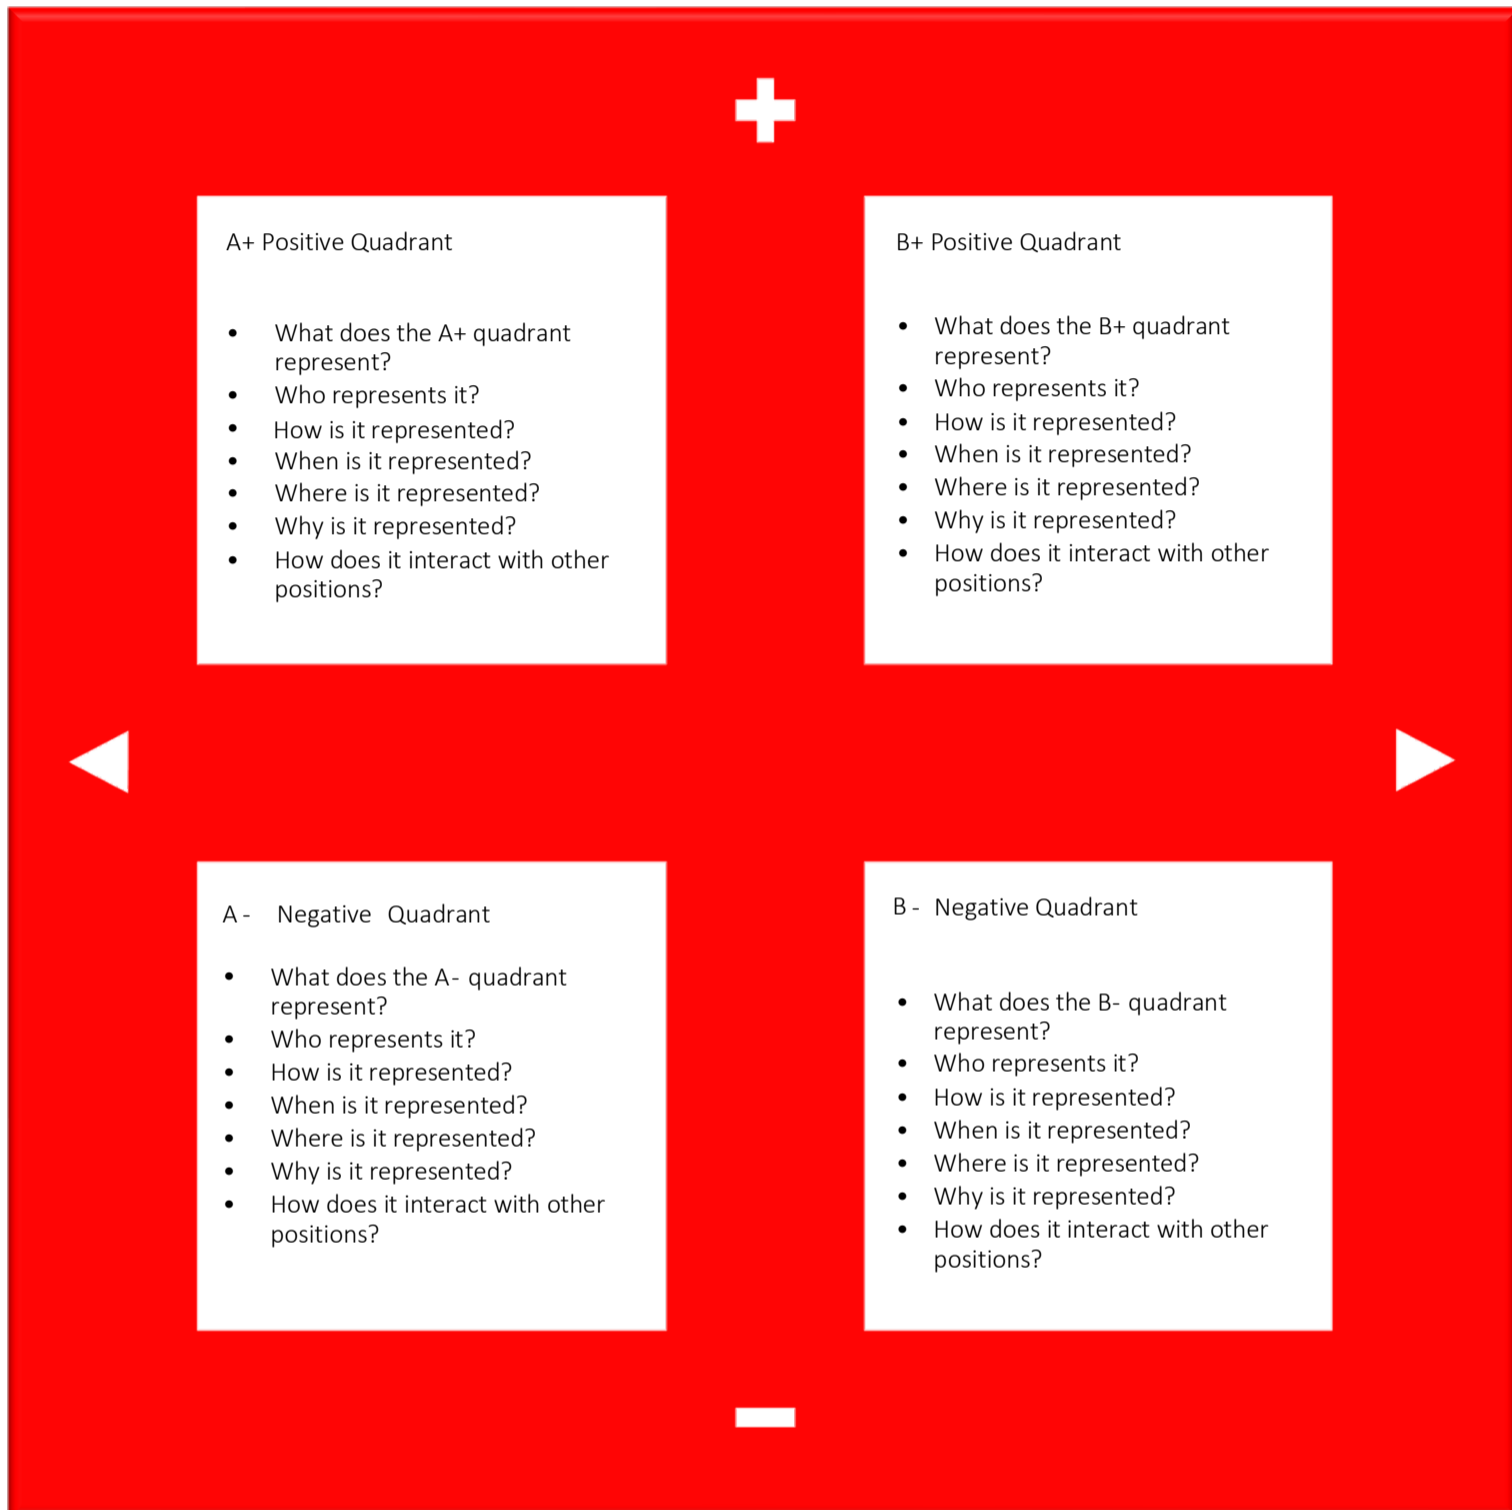 A+ Positive Quadrant
• What does the A+ quadrant
represent?
• Who represents it?
• How is it represented?
• When is it represented?
• Where is it represented?
• Why is it represented?
• How does it interact with other
positions?
B+ Positive Quadrant
• What does the B+ quadrant
represent?
• Who represents it?
• How is it represented?
• When is it represented?
• Where is it represented?
• Why is it represented?
• How does it interact with other
positions?
A - Negative Quadrant
• What does the A- quadrant
represent?
• Who represents it?
• How is it represented?
• When is it represented?
• Where is it represented?
• Why is it represented?
• How does it interact with other
positions?
B - Negative Quadrant
• What does the B- quadrant
represent?
• Who represents it?
• How is it represented?
• When is it represented?
• Where is it represented?
• Why is it represented?
• How does it interact with other
positions?